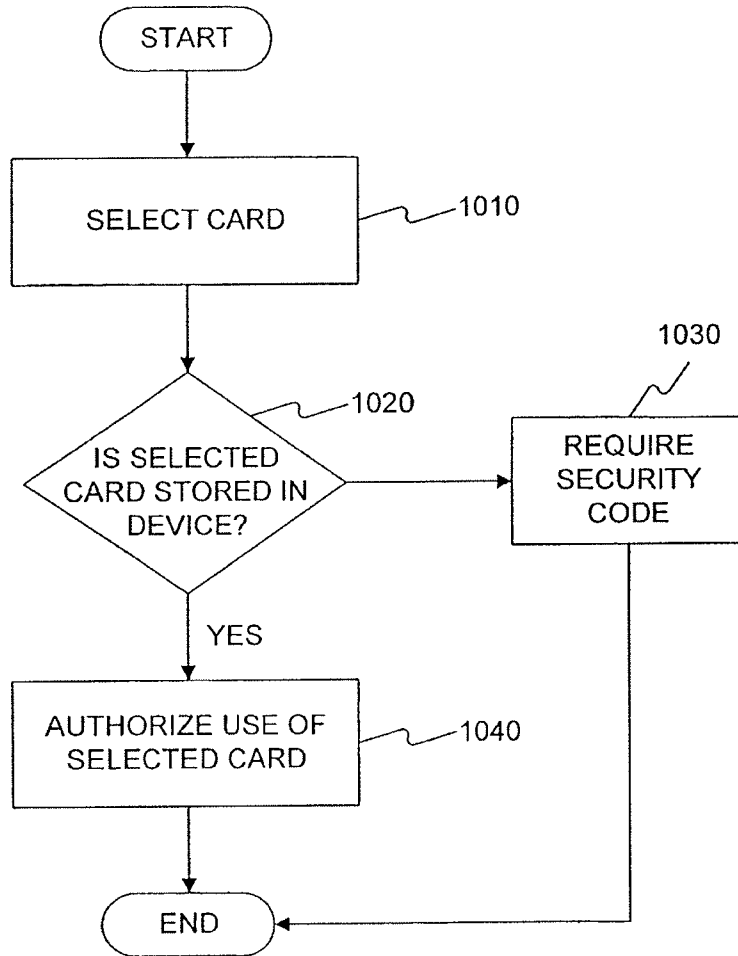 START
SELECT CARD
1010
1030
1020
IS SELECTED
CARD STORED IN
DEVICE?
REQUIRE
SECURITY
CODE
YES
AUTHORIZE USE OF
SELECTED CARD
1040
END